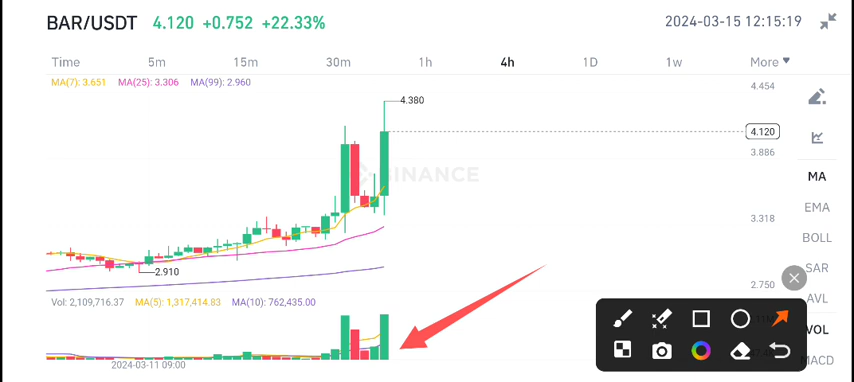 BAR/USDT 4.120 +0.752 +22.33% 2024-03-15 12:15:19
Time 5m 15m 30m 1h 4h 1D 1w More
MA(7): 3.651 MA(25): 3.306 MA(99): 2.960
4.454
4.380
4.120
3.886
BINANCE
MA
EMA
3.318
BOLL
2.910
SAR
2.750
AVL
Vol: 2,109,716.37 MA(5): 1,317,414.83 MA(10): 762,435.00
VOL
MACD
2024-03-11 09:00